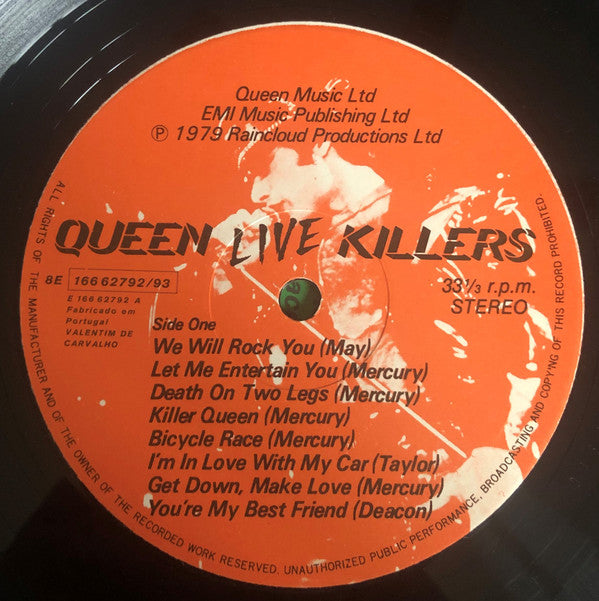 Queen Music Ltd
EMI Music Publishing Ltd
℗ 1979 Raincloud Productions Ltd
QUEEN LIVE KILLERS
8E 166 62792/93
E 166 62792 A
Fabricado em
Portugal
VALENTIM DE
CARVALHO
33⅓ r.p.m.
STEREO
Side One
We Will Rock You (May)
Let Me Entertain You (Mercury)
Death On Two Legs (Mercury)
Killer Queen (Mercury)
Bicycle Race (Mercury)
I'm In Love With My Car (Taylor)
Get Down, Make Love (Mercury)
You're My Best Friend (Deacon)
ALL RIGHTS OF THE MANUFACTURER AND OF THE OWNER OF THE RECORDED WORK RESERVED. UNAUTHORIZED PUBLIC PERFORMANCE, BROADCASTING AND COPYING OF THIS RECORD PROHIBITED.